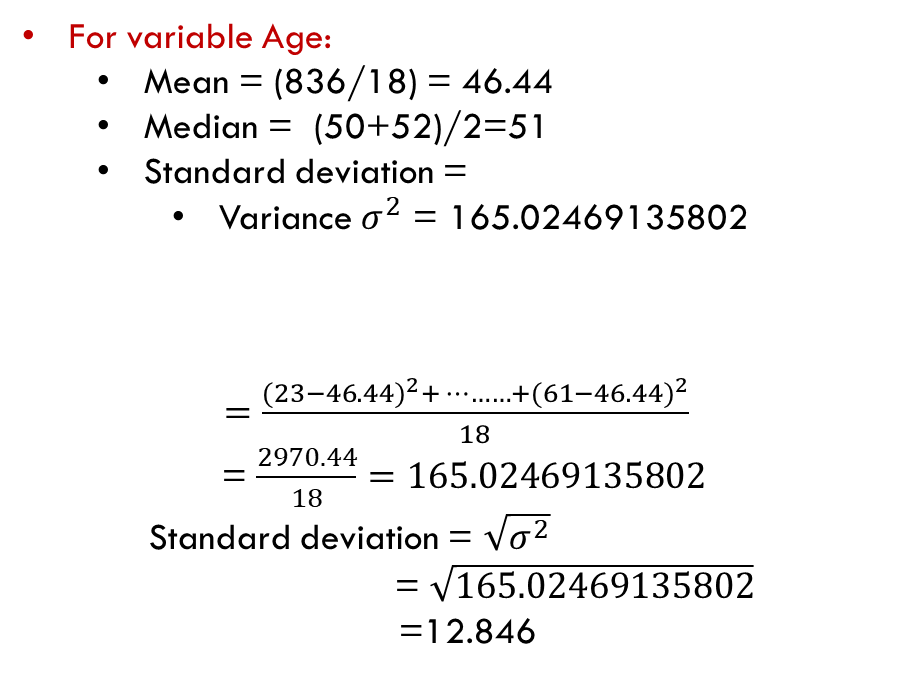 • For variable Age:
• Mean = (836/18) = 46.44
• Median = (50+52)/2=51
• Standard deviation =
• Variance σ² = 165.02469135802
= (23−46.44)²+ ⋯……+(61−46.44)²
18
= 2970.44
18
= 165.02469135802
Standard deviation = √σ²
= √165.02469135802
=12.846